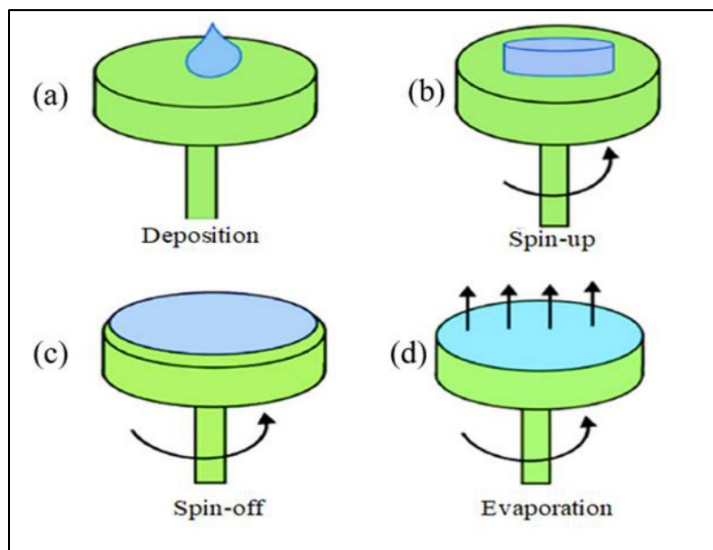 (a)
Deposition
(b)
Spin-up
(c)
Spin-off
(d)
Evaporation